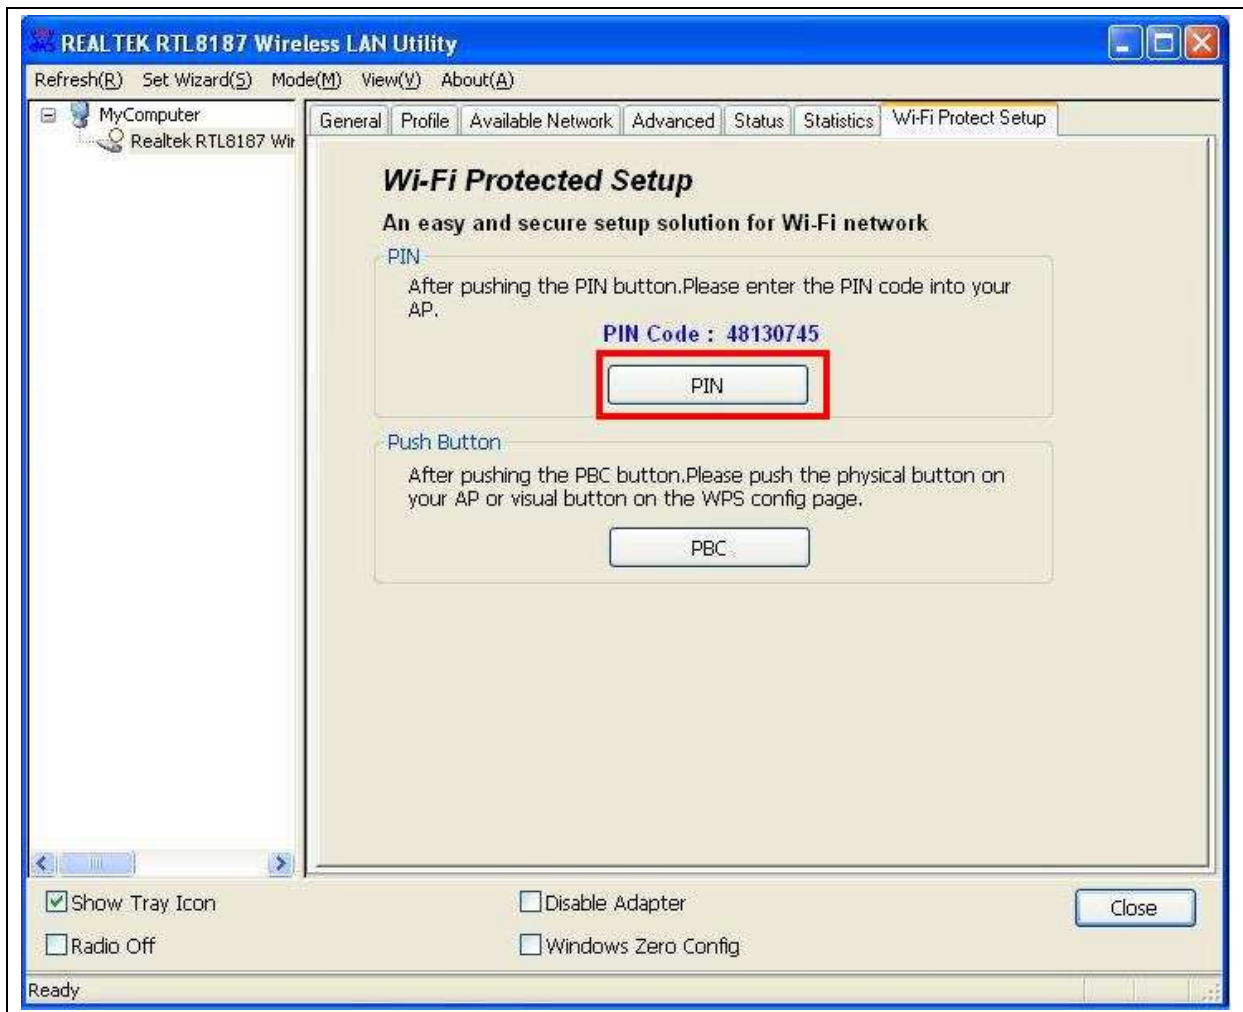 REALTEK RTL8187 Wireless LAN Utility
Refresh(R) Set Wizard(S) Mode(M) View(V) About(A)
MyComputer
Realtek RTL8187 Wir
General Profile Available Network Advanced Status Statistics Wi-Fi Protect Setup
Wi-Fi Protected Setup
An easy and secure setup solution for Wi-Fi network
PIN
After pushing the PIN button.Please enter the PIN code into your
AP.
PIN Code : 48130745
PIN
Push Button
After pushing the PBC button.Please push the physical button on
your AP or visual button on the WPS config page.
PBC
Show Tray Icon
Disable Adapter
Close
Radio Off
Windows Zero Config
Ready